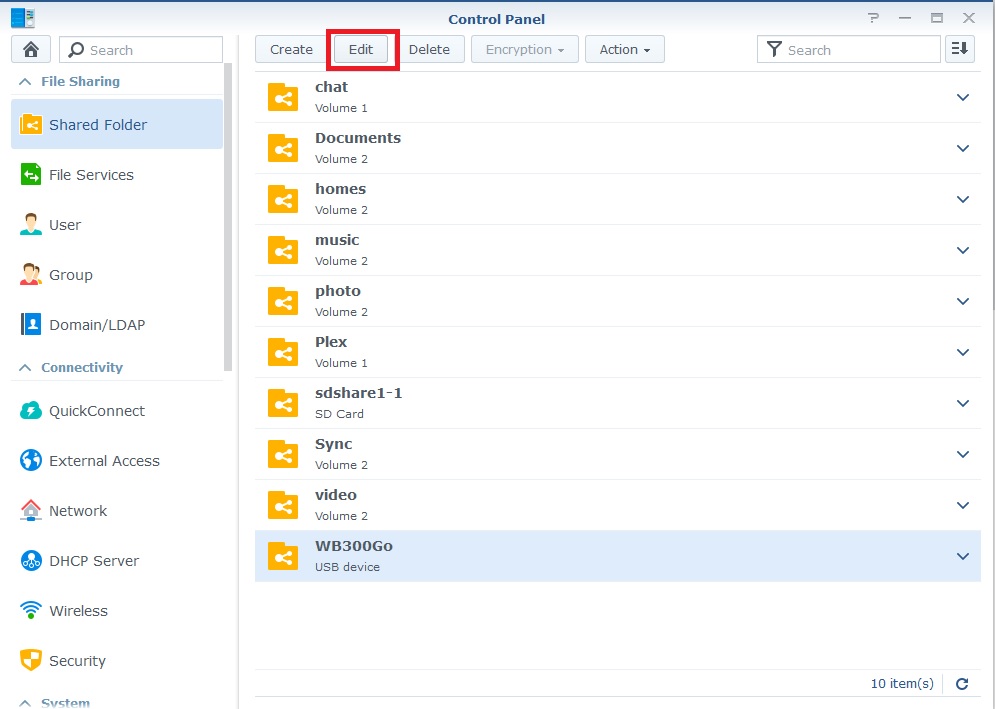 Control Panel
Search
File Sharing
Shared Folder
File Services
User
Group
Domain/LDAP
Connectivity
QuickConnect
External Access
Network
DHCP Server
Wireless
Security
System
Create Edit Delete Encryption Action Search
chat
Volume 1
Documents
Volume 2
homes
Volume 2
music
Volume 2
photo
Volume 2
Plex
Volume 1
sdshare1-1
SD Card
Sync
Volume 2
video
Volume 2
WB300Go
USB device
10 item(s)